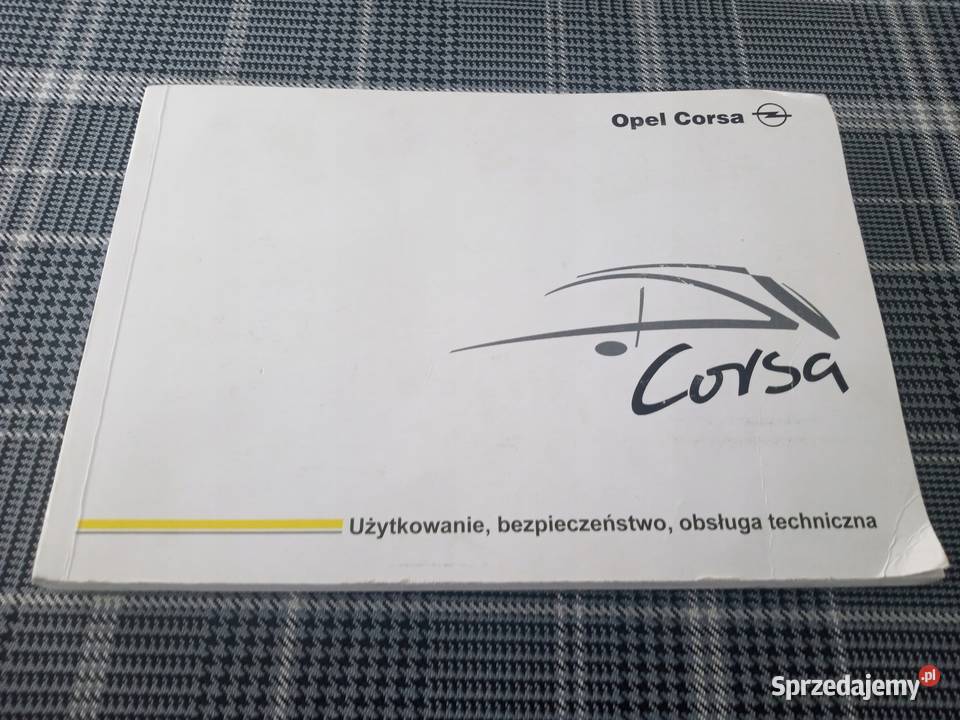 Opel Corsa
Corsa
Użytkowanie, bezpieczeństwo, obsługa techniczna
Sprzedajemy.pl